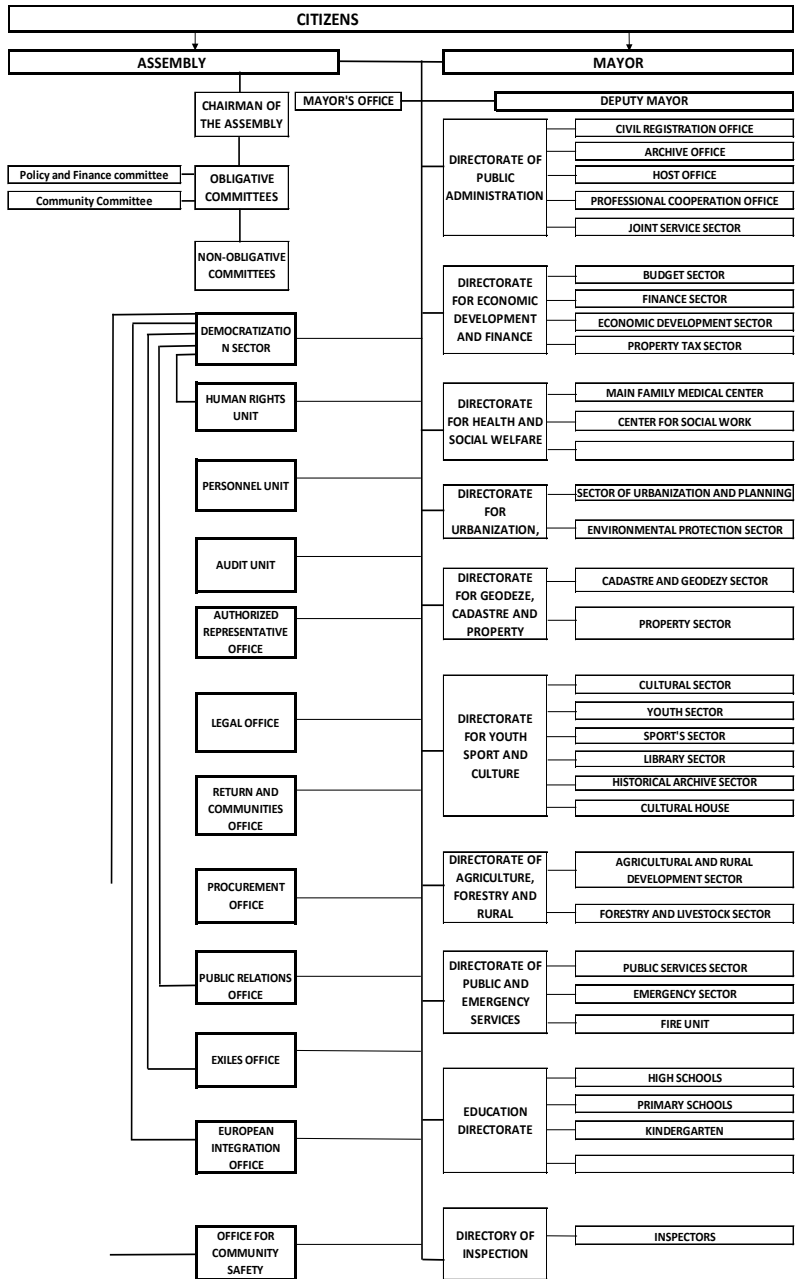 CITIZENS
ASSEMBLY
MAYOR
CHAIRMAN OF
THE ASSEMBLY
MAYOR'S OFFICE
DEPUTY MAYOR
Policy and Finance committee
Community Committee
OBLIGATIVE
COMMITTEES
NON-OBLIGATIVE
COMMITTEES
DEMOCRATIZATIO
N SECTOR
HUMAN RIGHTS
UNIT
PERSONNEL UNIT
AUDIT UNIT
AUTHORIZED
REPRESENTATIVE
OFFICE
LEGAL OFFICE
RETURN AND
COMMUNITIES
OFFICE
PROCUREMENT
OFFICE
PUBLIC RELATIONS
OFFICE
EXILES OFFICE
EUROPEAN
INTEGRATION
OFFICE
OFFICE FOR
COMMUNITY
SAFETY
DIRECTORATE OF
PUBLIC
ADMINISTRATION
CIVIL REGISTRATION OFFICE
ARCHIVE OFFICE
HOST OFFICE
PROFESSIONAL COOPERATION OFFICE
JOINT SERVICE SECTOR
DIRECTORATE
FOR ECONOMIC
DEVELOPMENT
AND FINANCE
BUDGET SECTOR
FINANCE SECTOR
ECONOMIC DEVELOPMENT SECTOR
PROPERTY TAX SECTOR
DIRECTORATE
FOR HEALTH AND
SOCIAL WELFARE
MAIN FAMILY MEDICAL CENTER
CENTER FOR SOCIAL WORK
DIRECTORATE
FOR
URBANIZATION,
SECTOR OF URBANIZATION AND PLANNING
ENVIRONMENTAL PROTECTION SECTOR
DIRECTORATE
FOR GEODEZE,
CADASTRE AND
PROPERTY
CADASTRE AND GEODEZY SECTOR
PROPERTY SECTOR
DIRECTORATE
FOR YOUTH
SPORT AND
CULTURE
CULTURAL SECTOR
YOUTH SECTOR
SPORT'S SECTOR
LIBRARY SECTOR
HISTORICAL ARCHIVE SECTOR
CULTURAL HOUSE
DIRECTORATE OF
AGRICULTURE,
FORESTRY AND
RURAL
AGRICULTURAL AND RURAL
DEVELOPMENT SECTOR
FORESTRY AND LIVESTOCK SECTOR
DIRECTORATE OF
PUBLIC AND
EMERGENCY
SERVICES
PUBLIC SERVICES SECTOR
EMERGENCY SECTOR
FIRE UNIT
EDUCATION
DIRECTORATE
HIGH SCHOOLS
PRIMARY SCHOOLS
KINDERGARTEN
DIRECTORY OF
INSPECTION
INSPECTORS